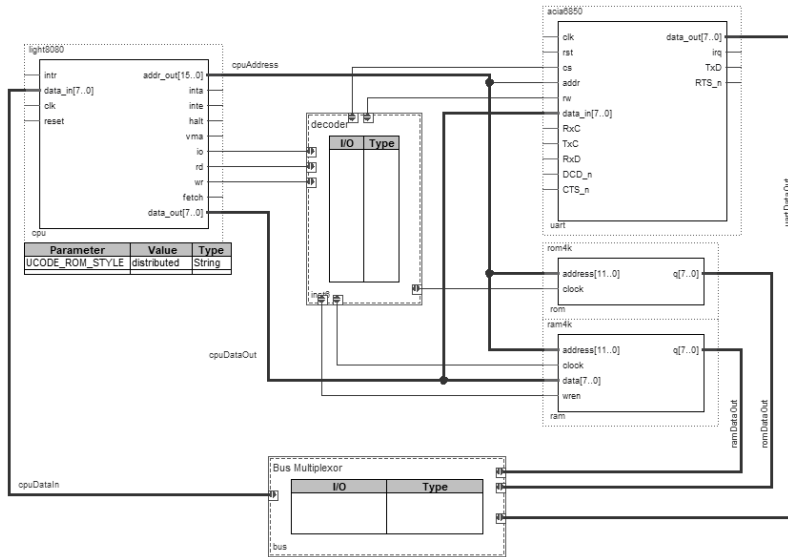 light8080
intr
data_in[7..0]
clk
reset
addr_out[15..0]
inta
inte
halt
vma
io
rd
wr
fetch
data_out[7..0]
cpu
Parameter Value Type
UCODE_ROM_STYLE distributed String
cpuAddress
decoder
I/O Type
inst6
acia6850
clk
rst
cs
addr
rw
data_in[7..0]
RxC
TxC
RxD
DCD_n
CTS_n
data_out[7..0]
irq
TxD
RTS_n
uart
uartDataOut
rom4k
address[11..0]
clock
q[7..0]
rom
ram4k
address[11..0]
clock
data[7..0]
wren
q[7..0]
ram
cpuDataOut
ramDataOut
romDataOut
cpuDataIn
Bus Multiplexor
I/O Type
bus